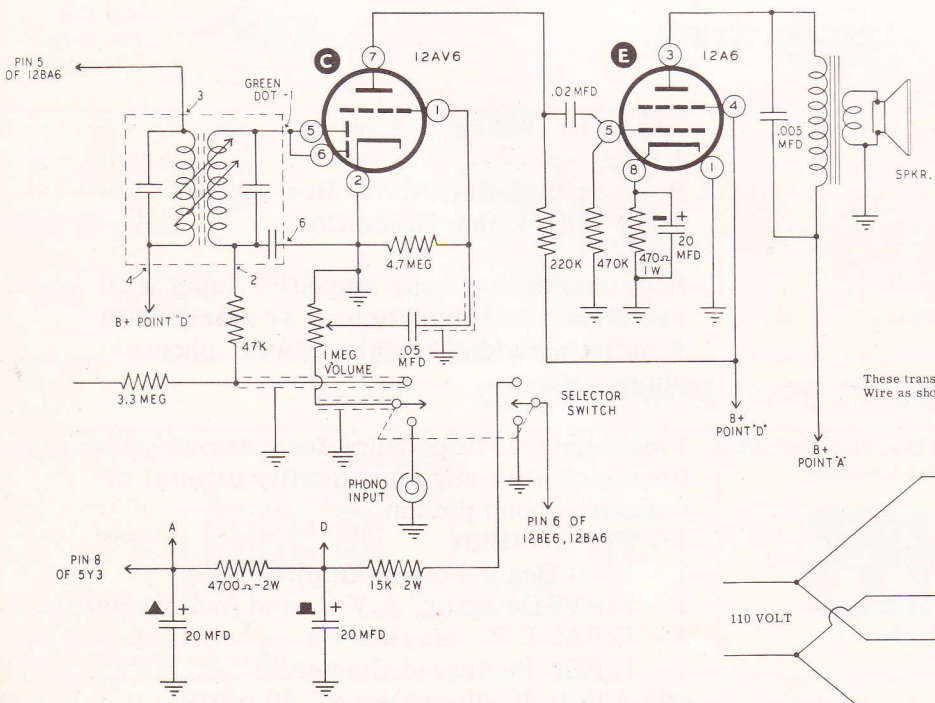 PIN 5
OF 12BA6
3
GREEN
DOT -1
C
7
12AV6
1
5
6
2
6
4
2
B+ POINT "D"
47K
3.3 MEG
4.7 MEG
1 MEG
VOLUME
.05
MFD
.02 MFD
E
12A6
3
4
5
8
1
220K
470K
470Ω
1W
+
20
MFD
.005
MFD
SPKR.
SELECTOR
SWITCH
B+
POINT "D"
B+
POINT "A"
These trans
Wire as sho
PHONO
INPUT
PIN 6 OF
12BE6, 12BA6
A
D
PIN 8
OF 5Y3
4700Ω-2W
15K 2W
+
20 MFD
+
20 MFD
110 VOLT